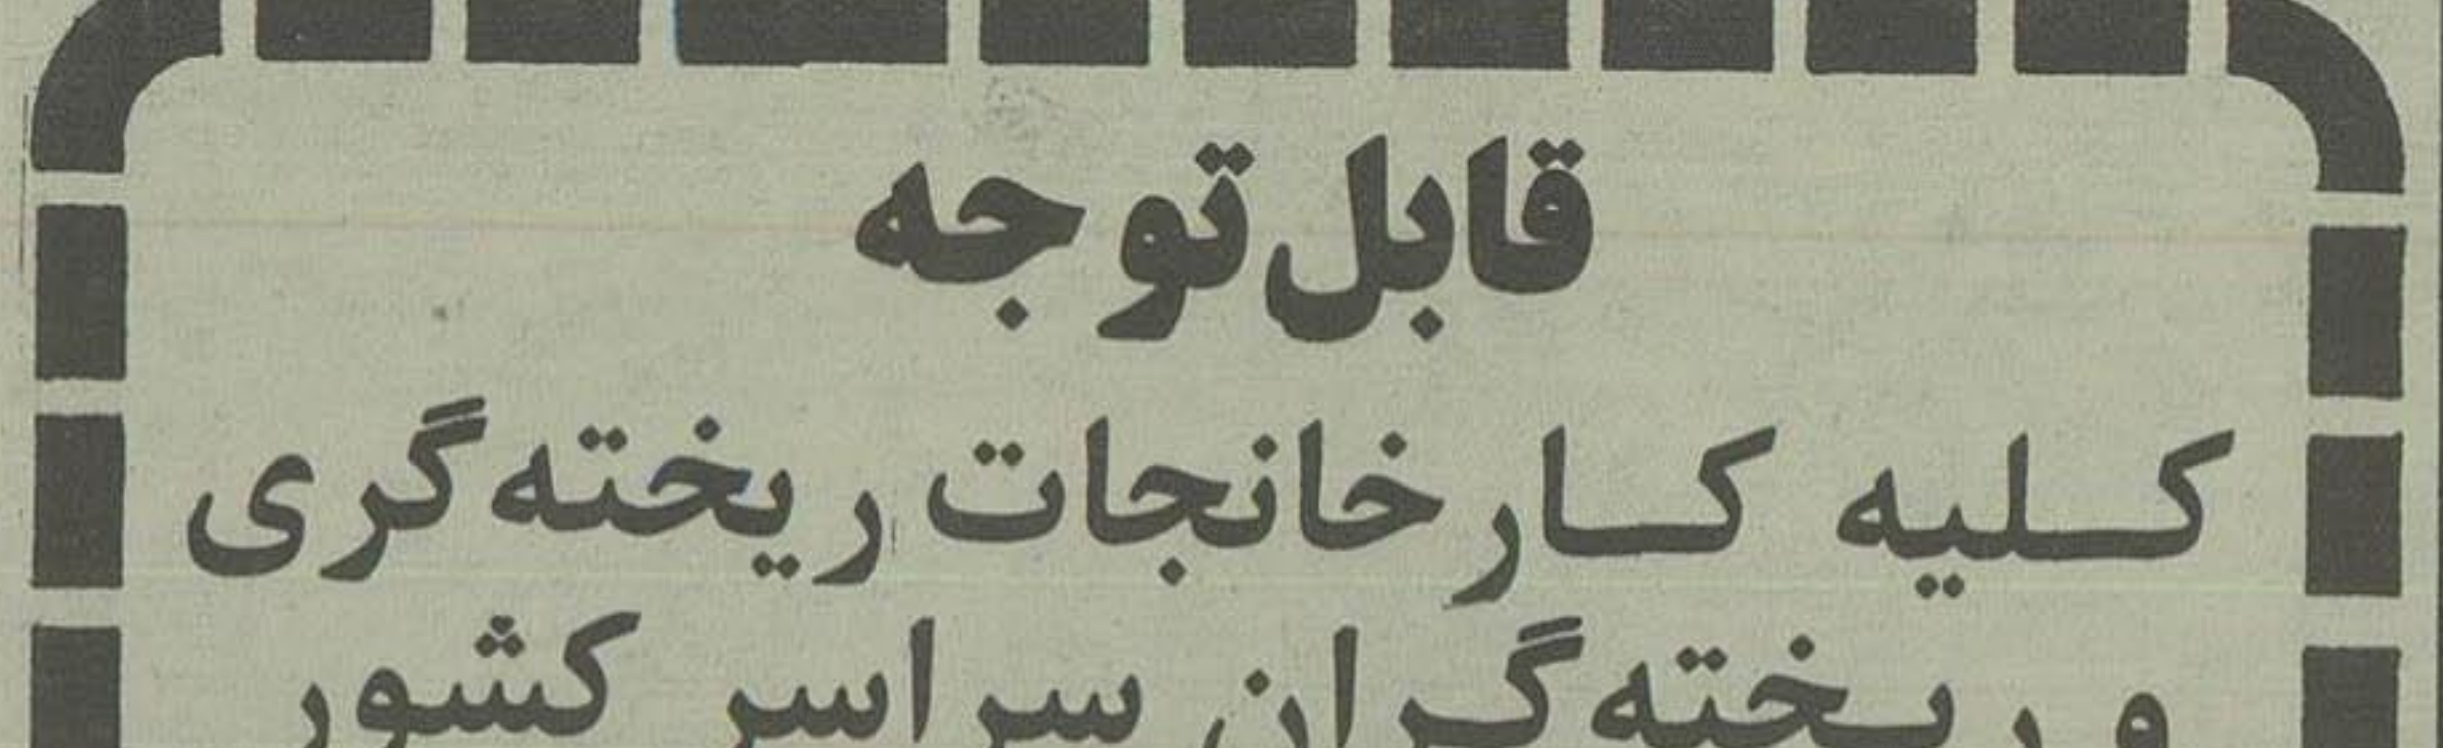 قابل توجه
کلیه کارخانجات ریخته‌گری
و ریخته‌گران سراسر کشور